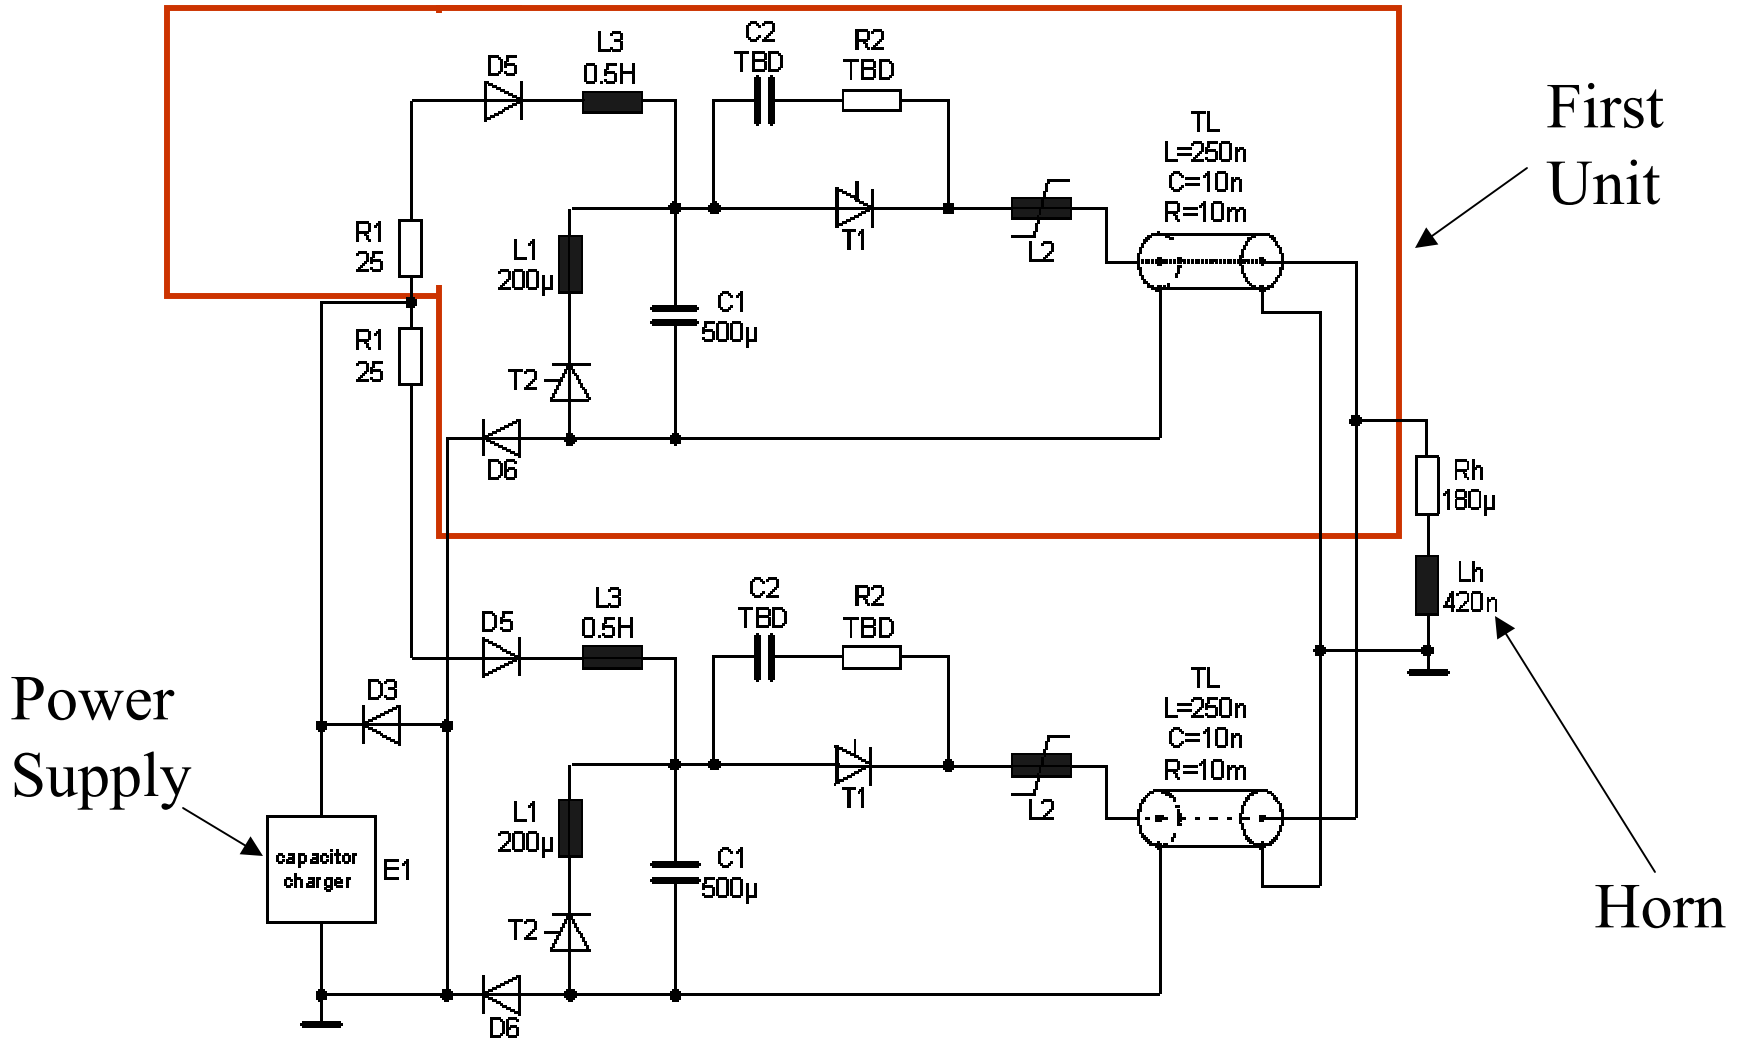 C2
TBD
R2
TBD
L3
0.5H
D5
First
Unit
TL
L=250n
C=10n
R=10m
R1
25
L1
200µ
T1
L2
C1
500µ
R1
25
T2
D6
Rh
180µ
Lh
420n
C2
TBD
R2
TBD
L3
0.5H
D5
TL
L=250n
C=10n
R=10m
Power
Supply
D3
L1
200µ
T1
L2
capacitor
charger
E1
C1
500µ
Horn
T2
D6